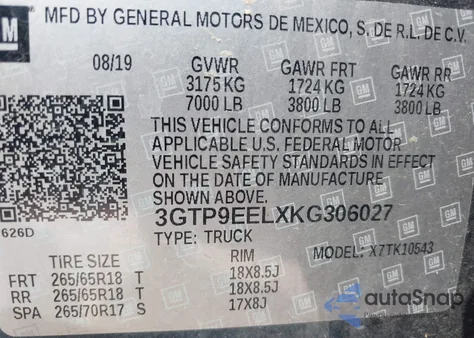 GM
MFD BY GENERAL MOTORS DE MEXICO, S. DE R.L. DE C.V.
08/19 GVWR GAWR FRT GAWR RR
3175 KG 1724 KG 1724 KG
7000 LB 3800 LB 3800 LB
THIS VEHICLE CONFORMS TO ALL
APPLICABLE U.S. FEDERAL MOTOR
VEHICLE SAFETY STANDARDS IN EFFECT
ON THE DATE OF MANUFACTURE
SHOWN ABOVE.
3GTP9EELXKG306027
626D
TYPE: TRUCK MODEL: X7TK10543
TIRE SIZE RIM
FRT 265/65R18 T 18X8.5J
RR 265/65R18 T 18X8.5J
SPA 265/70R17 S 17X8J
autoSnap